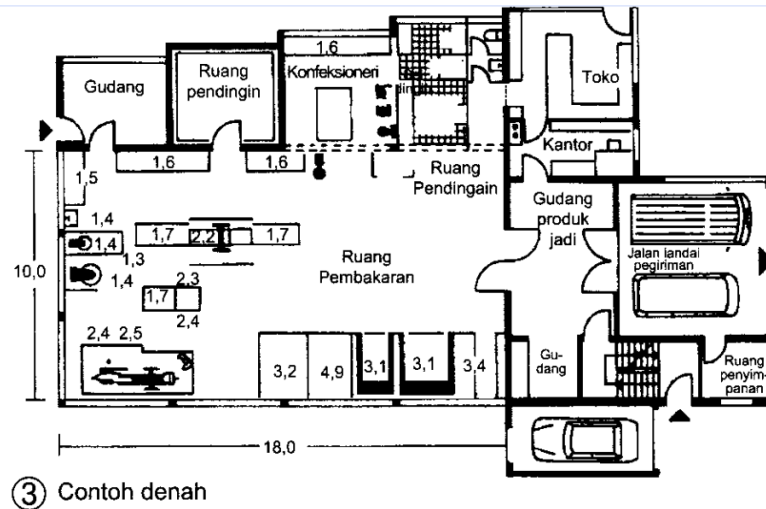 1,6
Gudang
Ruang
pendingin
Konfeksioneri
Toko
Kantor
1,6
1,6
1,5
Ruang
Pendingain
Gudang
produk
jadi
1,4
1,7
2,2
1,7
1,4
1,3
1,4
Ruang
Pembakaran
Jalan landai
pegiriman
10,0
2.3
1,7
2,4
2,4
2,5
3,2
4,9
3,1
3,1
3,4
Gu-
dang
Ruang
penyim-
panan
18,0
3 Contoh denah